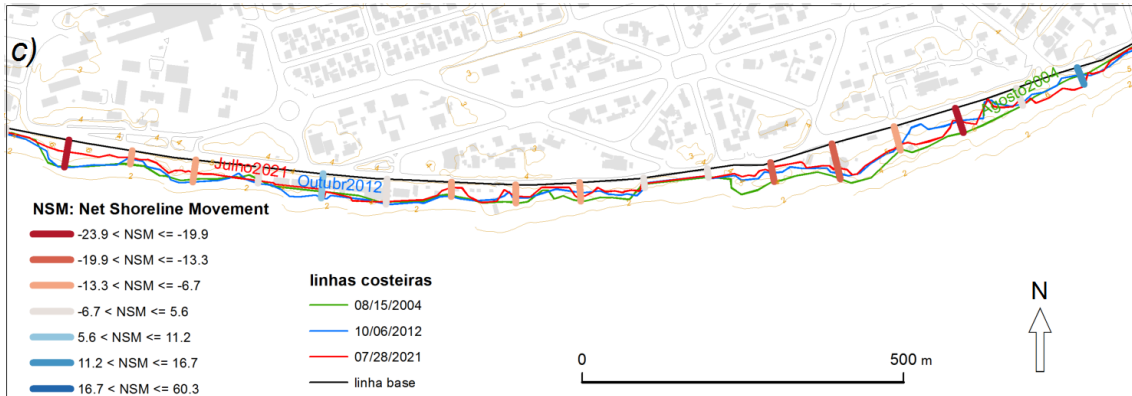 c)
Agosto2004
Julho2021
Outubr2012
NSM: Net Shoreline Movement
-23.9 < NSM <= -19.9
-19.9 < NSM <= -13.3
-13.3 < NSM <= -6.7
-6.7 < NSM <= 5.6
5.6 < NSM <= 11.2
11.2 < NSM <= 16.7
16.7 < NSM <= 60.3
linhas costeiras
08/15/2004
10/06/2012
07/28/2021
linha base
N
0
500 m